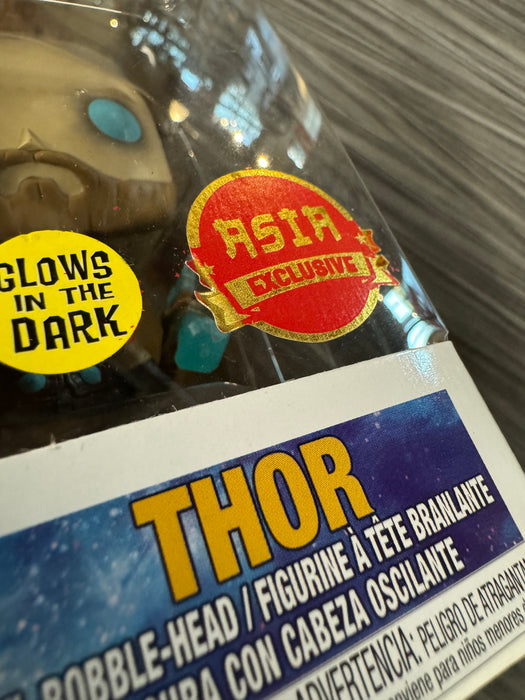 ASIA
EXCLUSIVE
GLOWS
IN THE
DARK
THOR
BOBBLE-HEAD / FIGURINE À TÊTE BRANLANTE
CON CABEZA OSCILANTE
ADVERTENCIA: PELIGRO DE
para niños menores